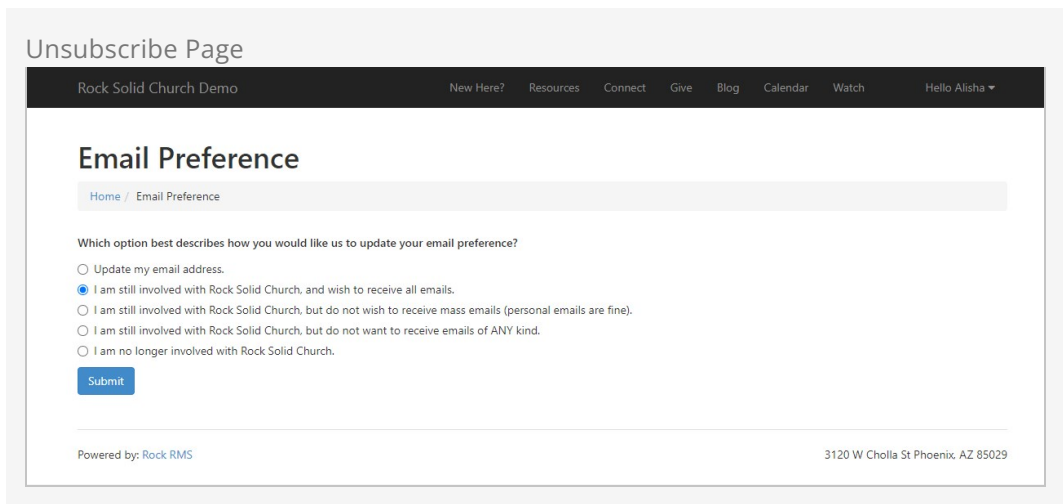 Unsubscribe Page
Rock Solid Church Demo New Here? Resources Connect Give Blog Calendar Watch Hello Alisha
Email Preference
Home / Email Preference
Which option best describes how you would like us to update your email preference?
Update my email address.
I am still involved with Rock Solid Church, and wish to receive all emails.
I am still involved with Rock Solid Church, but do not wish to receive mass emails (personal emails are fine).
I am still involved with Rock Solid Church, but do not want to receive emails of ANY kind.
I am no longer involved with Rock Solid Church.
Submit
Powered by: Rock RMS 3120 W Cholla St Phoenix, AZ 85029